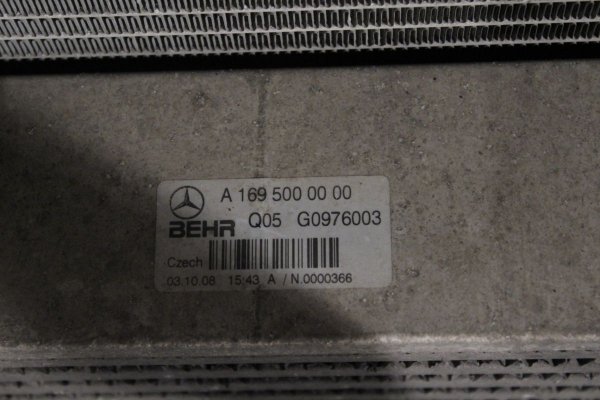 A 169 500 00 00
BEHR Q05 G0976003
Czech
03.10.08 15:43 A / N.0000366